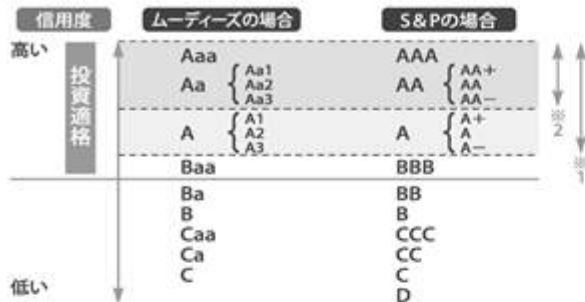 信用度 ムーディーズの場合 S&Pの場合
高い
投資適格
Aaa AAA
Aa Aa1 Aa2 Aa3 AA AA+ AA AA−
A A1 A2 A3 A A+ A A−
Baa BBB
※2
※1
Ba BB
B B
Caa CCC
Ca CC
C C
低い D